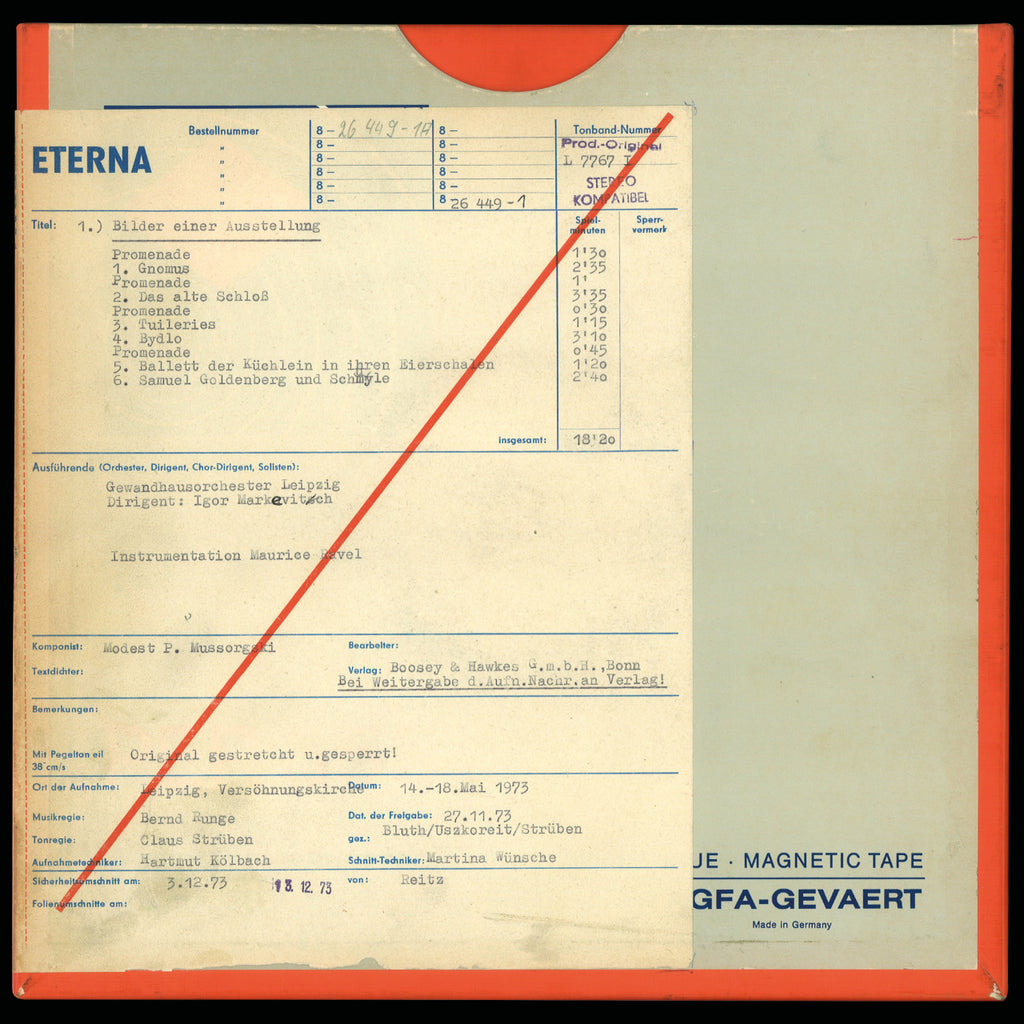 Bestellnummer 8 – 26 449-1A 8 – Tonband-Nummer
ETERNA " 8 – 8 – Prod.-Original
" 8 – 8 – L 7767 I
" 8 – 8 –
" 8 – 8 – STEREO
" 8 – 8 26 449 -1 KOMPATIBEL
Titel: 1.) Bilder einer Ausstellung Spiel-minuten Sperr-vermerk
Promenade 1'30
1. Gnomus 2'35
Promenade 1'
2. Das alte Schloß 3'35
Promenade 0'30
3. Tuileries 1'15
4. Bydlo 3'10
Promenade 0'45
5. Ballett der Küchlein in ihren Eierschalen 1'20
6. Samuel Goldenberg und Schmyle 2'40
insgesamt: 18'20
Ausführende (Orchester, Dirigent, Chor-Dirigent, Solisten):
Gewandhausorchester Leipzig
Dirigent: Igor Markevitsch
Instrumentation Maurice Ravel
Komponist: Modest P. Mussorgski Bearbeiter:
Textdichter: Verlag: Boosey & Hawkes G.m.b.H.,Bonn
Bei Weitergabe d.Aufn.Nachr.an Verlag!
Bemerkungen:
Mit Pegelton eil Original gestretcht u.gesperrt!
38 cm/s
Ort der Aufnahme: Leipzig, Versöhnungskirche Datum: 14.-18.Mai 1973
Musikregie: Bernd Runge Dat. der Freigabe: 27.11.73
Tonregie: Claus Strüben gez.: Bluth/Uszkoreit/Strüben
Aufnahmetechniker: Hartmut Kölbach Schnitt-Techniker: Martina Wünsche
Sicherheitsumschnitt am: 3.12.73 13. 12. 73 von: Reitz
Folienumschnitte am:
UE · MAGNETIC TAPE
GFA-GEVAERT
Made in Germany